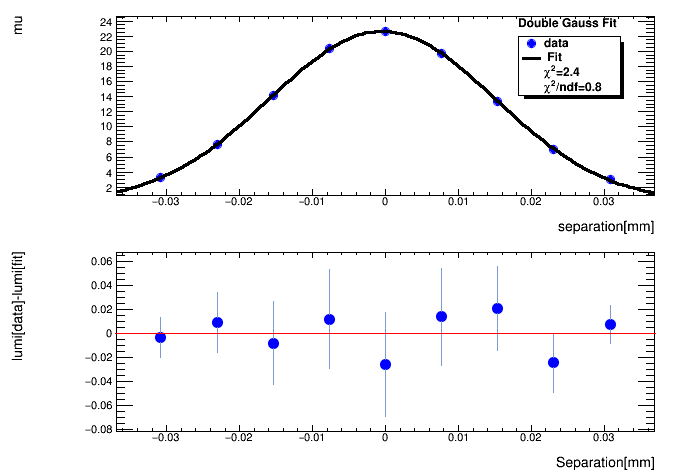 Double Gauss Fit
mu
data
Fit
χ²=2.4
χ²/ndf=0.8
24
22
20
18
16
14
12
10
8
6
4
2
−0.03 −0.02 −0.01 0 0.01 0.02 0.03
separation[mm]
lumi[data]-lumi[fit]
0.06
0.04
0.02
0
−0.02
−0.04
−0.06
−0.08
−0.03 −0.02 −0.01 0 0.01 0.02 0.03
Separation[mm]